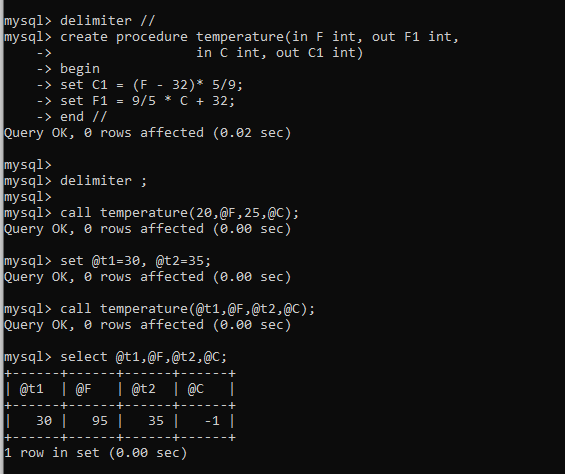 mysql> delimiter //
mysql> create procedure temperature(in F int, out F1 int,
    ->                    in C int, out C1 int)
    -> begin
    -> set C1 = (F - 32)* 5/9;
    -> set F1 = 9/5 * C + 32;
    -> end //
Query OK, 0 rows affected (0.02 sec)
mysql>
mysql> delimiter ;
mysql>
mysql> call temperature(20,@F,25,@C);
Query OK, 0 rows affected (0.00 sec)
mysql> set @t1=30, @t2=35;
Query OK, 0 rows affected (0.00 sec)
mysql> call temperature(@t1,@F,@t2,@C);
Query OK, 0 rows affected (0.00 sec)
mysql> select @t1,@F,@t2,@C;
+------+------+------+------+
| @t1  | @F   | @t2  | @C   |
+------+------+------+------+
|   30 |   95 |   35 |   -1 |
+------+------+------+------+
1 row in set (0.00 sec)